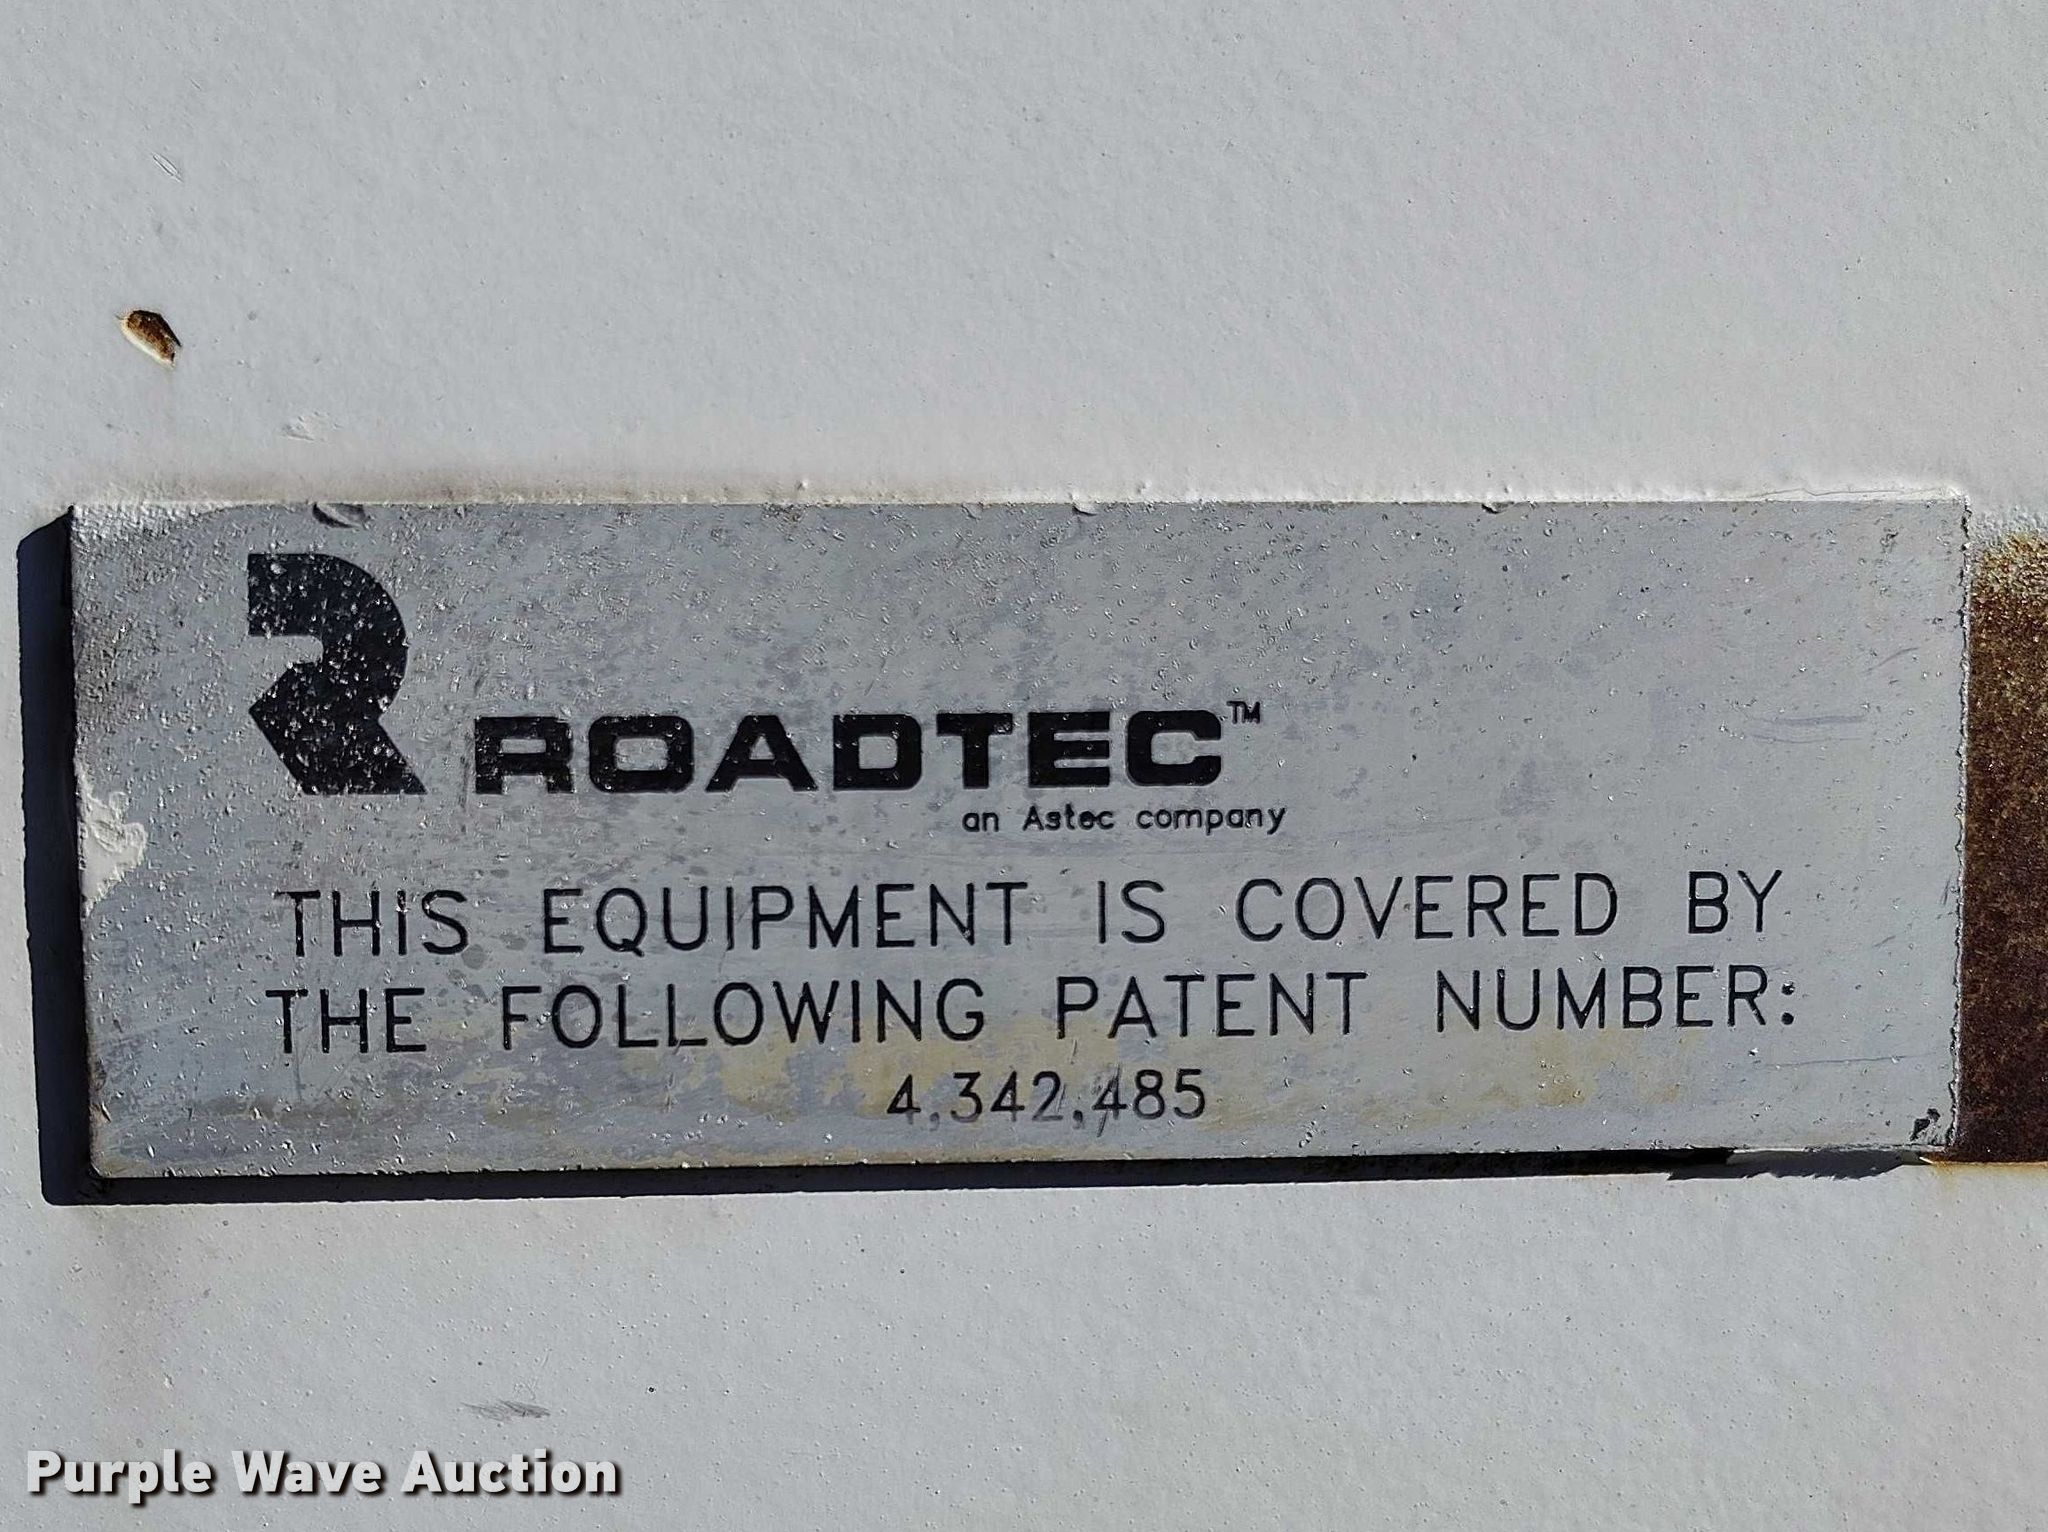 R ROADTEC™
an Astec company
THIS EQUIPMENT IS COVERED BY
THE FOLLOWING PATENT NUMBER:
4,342,485
Purple Wave Auction